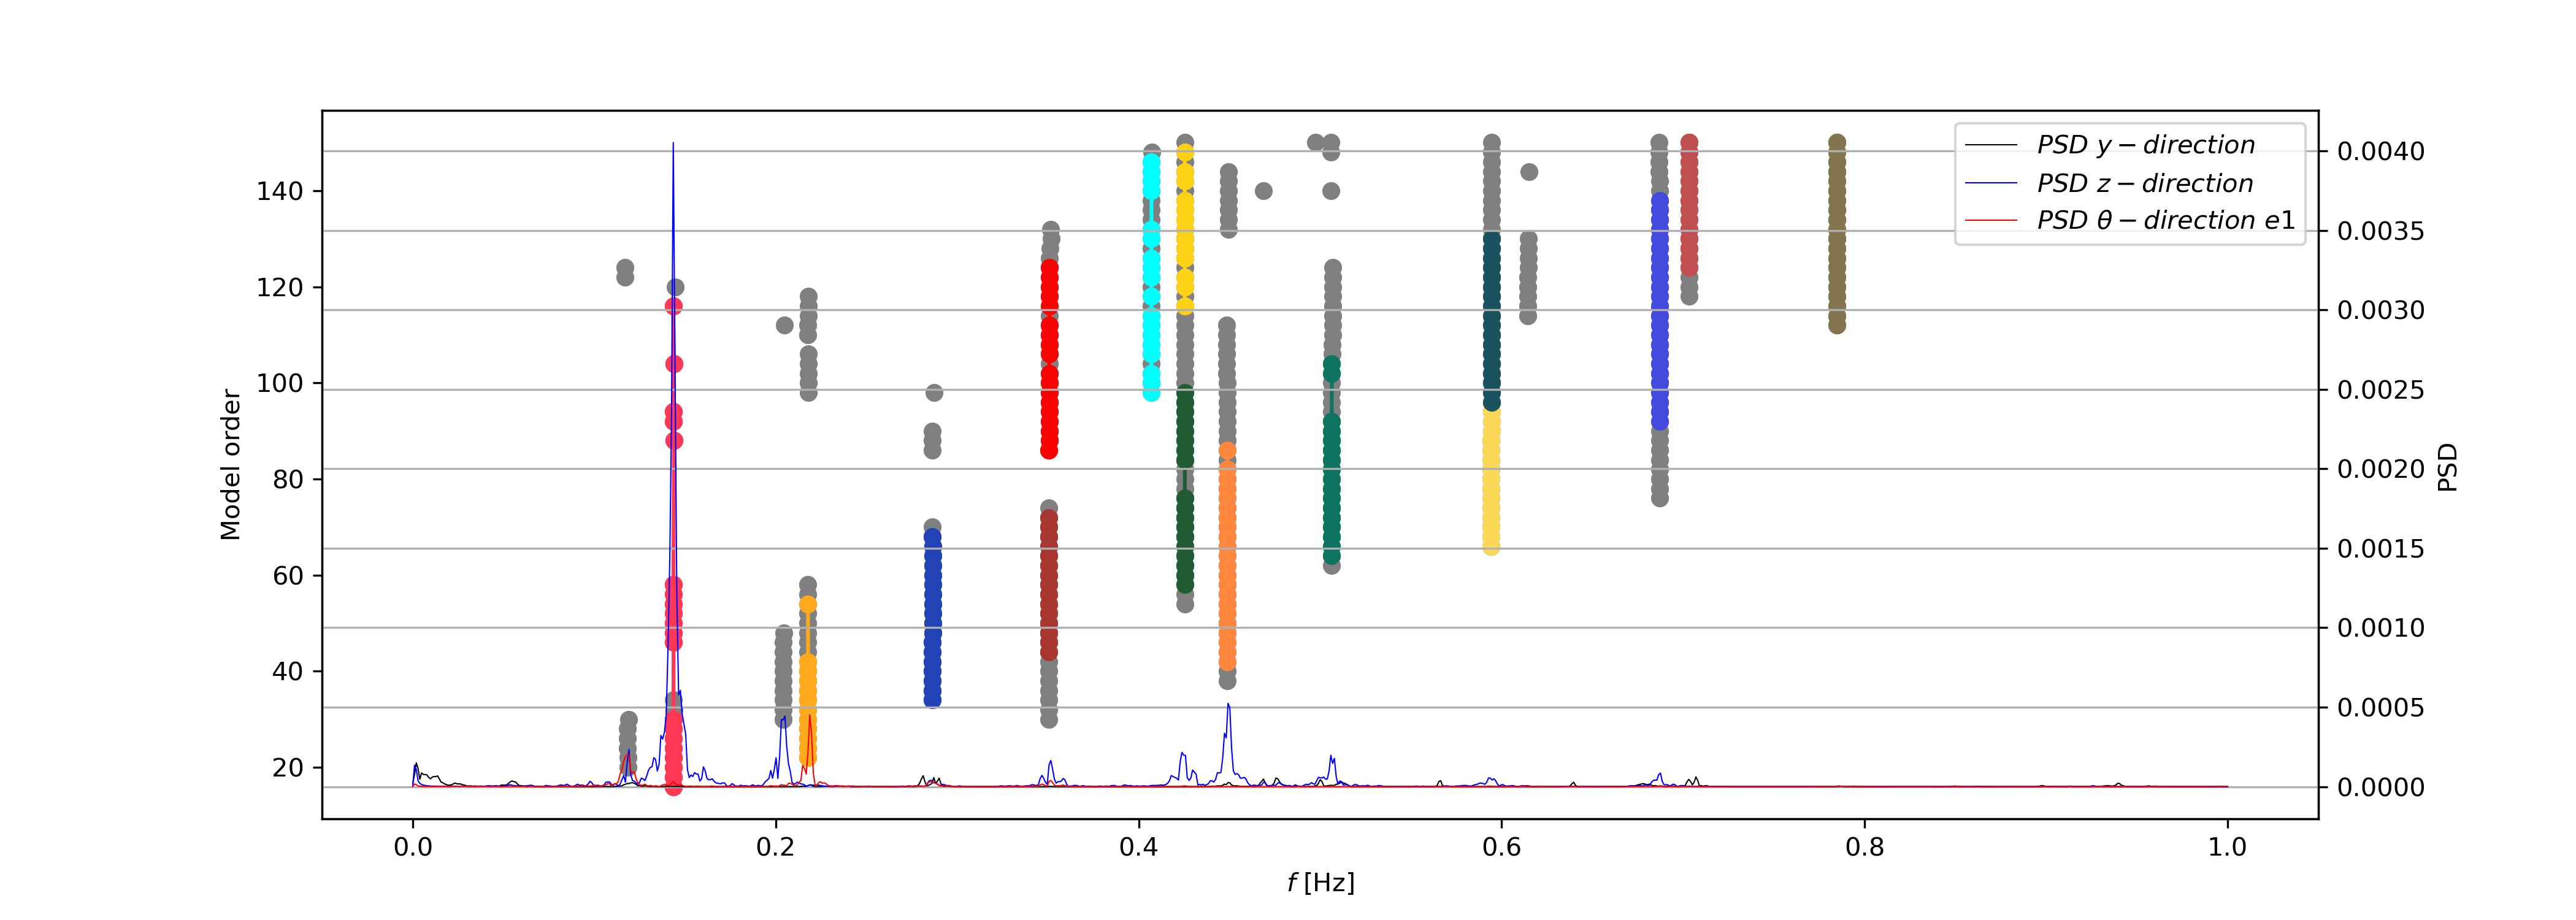 PSD y − direction
PSD z − direction
PSD θ − direction e1
Model order
140
120
100
80
60
40
20
0.0040
0.0035
0.0030
0.0025
0.0020
0.0015
0.0010
0.0005
0.0000
PSD
0.0 0.2 0.4 0.6 0.8 1.0
f [Hz]